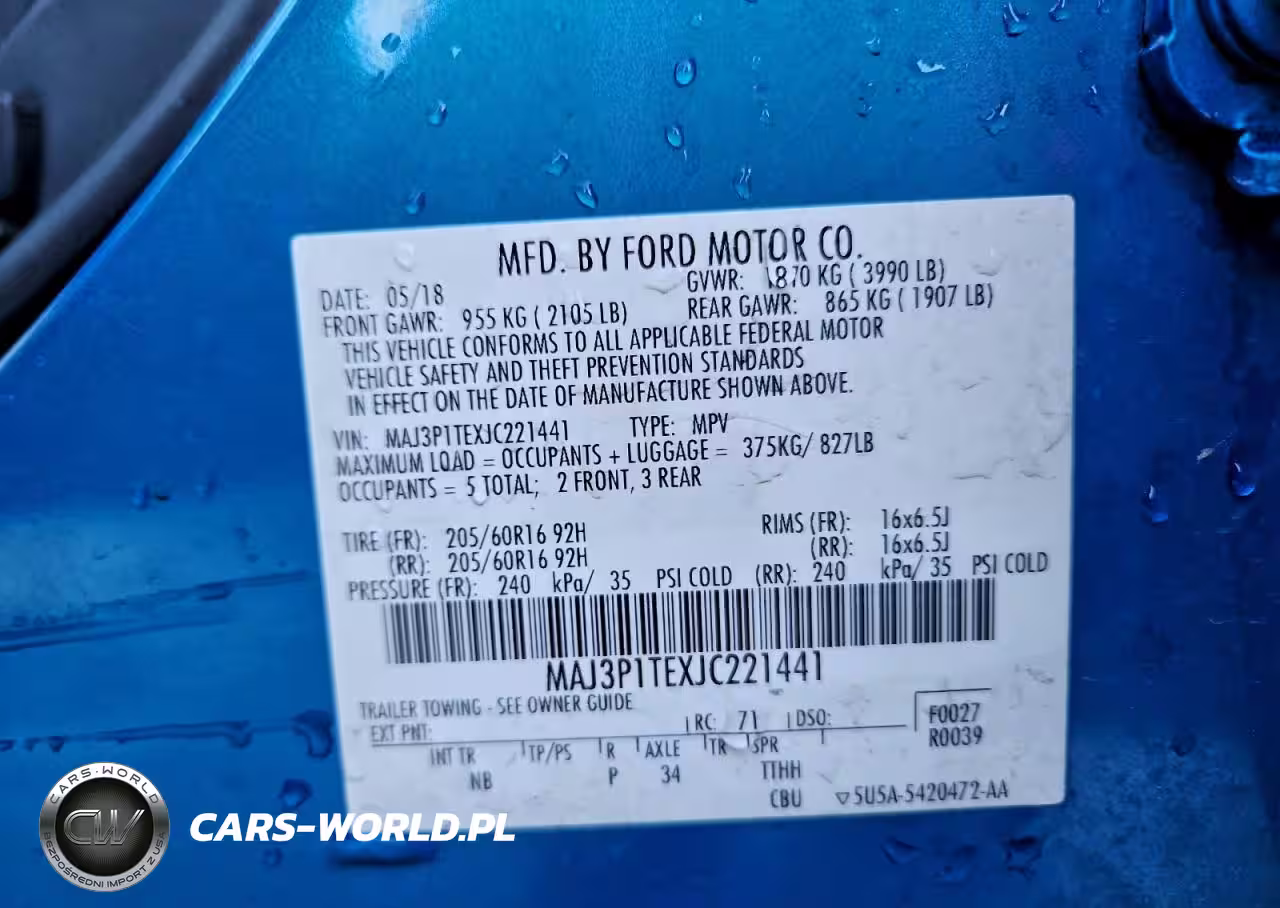 MFD. BY FORD MOTOR CO.
DATE: 05/18 GVWR: 1870 KG ( 3990 LB)
FRONT GAWR: 955 KG ( 2105 LB) REAR GAWR: 865 KG ( 1907 LB)
THIS VEHICLE CONFORMS TO ALL APPLICABLE FEDERAL MOTOR
VEHICLE SAFETY AND THEFT PREVENTION STANDARDS
IN EFFECT ON THE DATE OF MANUFACTURE SHOWN ABOVE.
VIN: MAJ3P1TEXJC221441 TYPE: MPV
MAXIMUM LOAD = OCCUPANTS + LUGGAGE = 375KG/ 827LB
OCCUPANTS = 5 TOTAL; 2 FRONT, 3 REAR
TIRE (FR): 205/60R16 92H RIMS (FR): 16x6.5J
(RR): 205/60R16 92H (RR): 16x6.5J
PRESSURE (FR): 240 kPa/ 35 PSI COLD (RR): 240 kPa/ 35 PSI COLD
MAJ3P1TEXJC221441
TRAILER TOWING - SEE OWNER GUIDE
EXT PNT: RC: 71 DSO: F0027
R0039
INT TR TP/PS R AXLE TR SPR
NB P 34 TTHH
CBU ▽5U5A-5420472-AA
CARS-WORLD
CW
BEZPOŚREDNI IMPORT Z USA
CARS-WORLD.PL